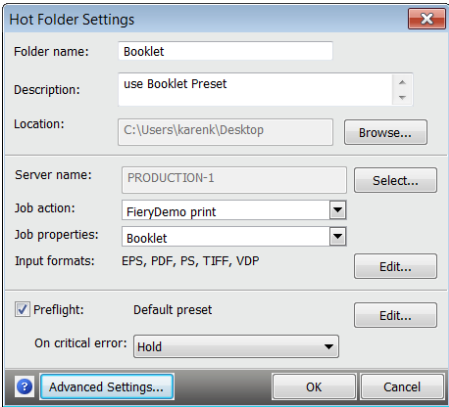 Hot Folder Settings
Folder name: Booklet
Description: use Booklet Preset
Location: C:\Users\karenk\Desktop Browse...
Server name: PRODUCTION-1 Select...
Job action: FieryDemo print
Job properties: Booklet
Input formats: EPS, PDF, PS, TIFF, VDP Edit...
Preflight: Default preset Edit...
On critical error: Hold
? Advanced Settings... OK Cancel